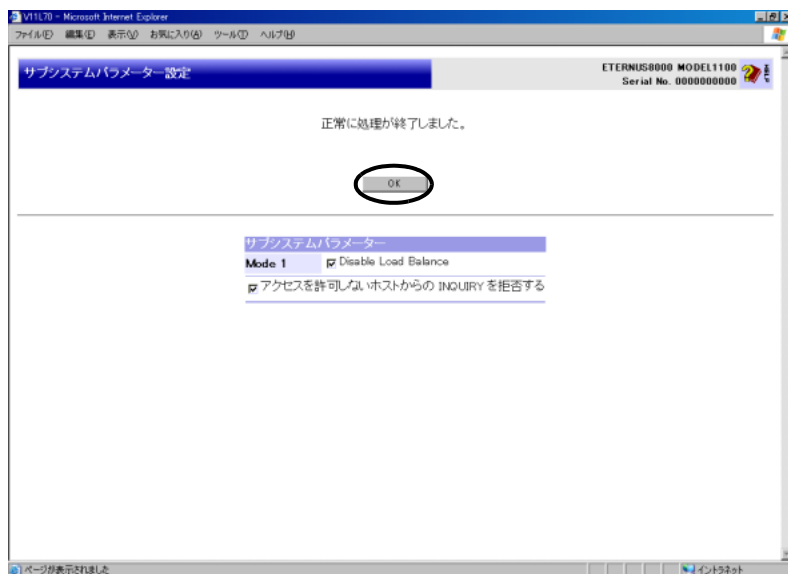 V11L70 - Microsoft Internet Explorer
ファイル(F) 編集(E) 表示(V) お気に入り(A) ツール(T) ヘルプ(H)
サブシステムパラメーター設定
ETERNUS8000 MODEL1100
Serial No. 0000000000
HELP
正常に処理が終了しました。
OK
サブシステムパラメーター
Mode 1 Disable Load Balance
アクセスを許可しないホストからの INQUIRY を拒否する
ページが表示されました
イントラネット